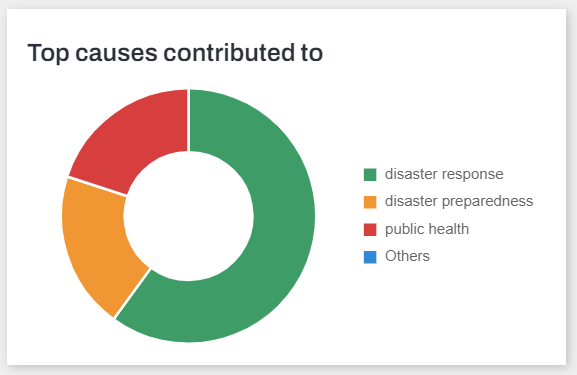 Top causes contributed to
disaster response
disaster preparedness
public health
Others